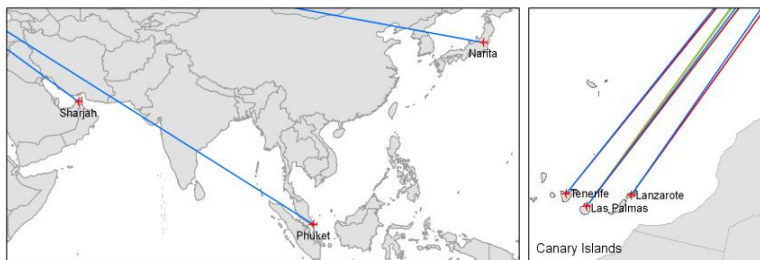 Narita
Sharjah
Phuket
Tenerife
Lanzarote
Las Palmas
Canary Islands